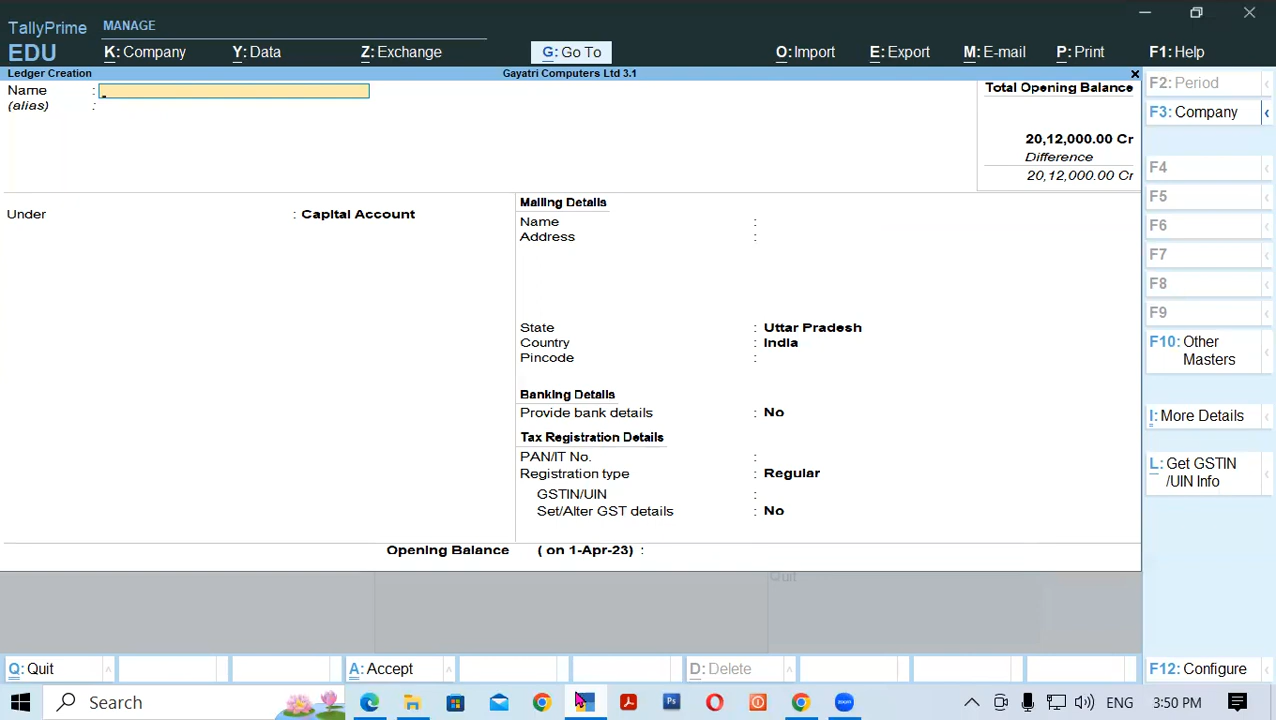 TallyPrime
MANAGE
EDU
K: Company
Y: Data
Z: Exchange
G: Go To
O: Import
E: Export
M: E-mail
P: Print
F1: Help
Ledger Creation
Gayatri Computers Ltd 3.1
Name :
(alias) :
Total Opening Balance
20,12,000.00 Cr
Difference
20,12,000.00 Cr
Under : Capital Account
Mailing Details
Name :
Address :
State : Uttar Pradesh
Country : India
Pincode :
Banking Details
Provide bank details : No
Tax Registration Details
PAN/IT No. :
Registration type : Regular
GSTIN/UIN :
Set/Alter GST details : No
Opening Balance ( on 1-Apr-23) :
Quit
F2: Period
F3: Company
F4
F5
F6
F7
F8
F9
F10: Other
Masters
I: More Details
L: Get GSTIN
/UIN Info
Q: Quit
A: Accept
D: Delete
F12: Configure
Search
Ps
zoom
ENG
3:50 PM